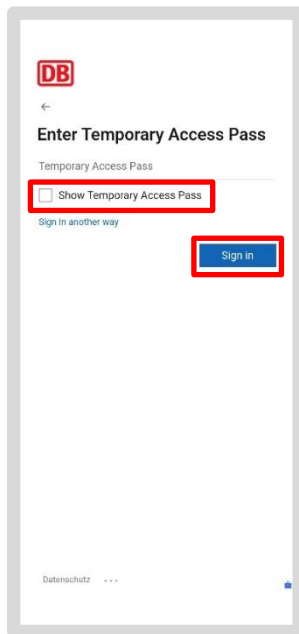 DB
Enter Temporary Access Pass
Temporary Access Pass
Show Temporary Access Pass
Sign in another way
Sign in
Datenschutz ...